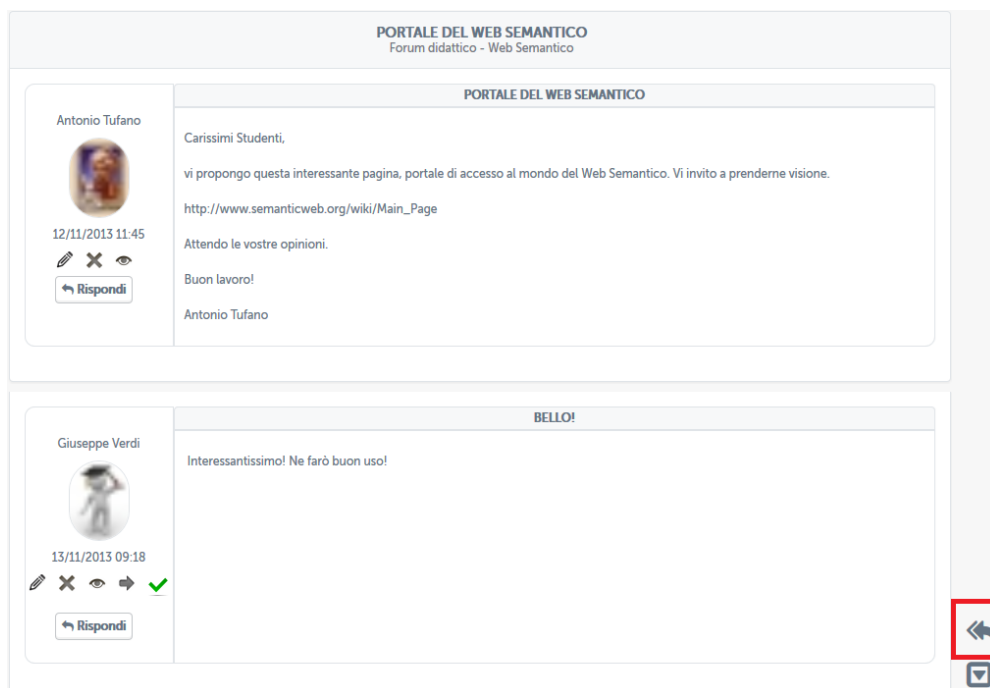 PORTALE DEL WEB SEMANTICO
Forum didattico - Web Semantico
PORTALE DEL WEB SEMANTICO
Antonio Tufano
Carissimi Studenti,
vi propongo questa interessante pagina, portale di accesso al mondo del Web Semantico. Vi invito a prenderne visione.
http://www.semanticweb.org/wiki/Main_Page
12/11/2013 11:45
Attendo le vostre opinioni.
Buon lavoro!
Rispondi
Antonio Tufano
BELLO!
Giuseppe Verdi
Interessantissimo! Ne farò buon uso!
13/11/2013 09:18
Rispondi